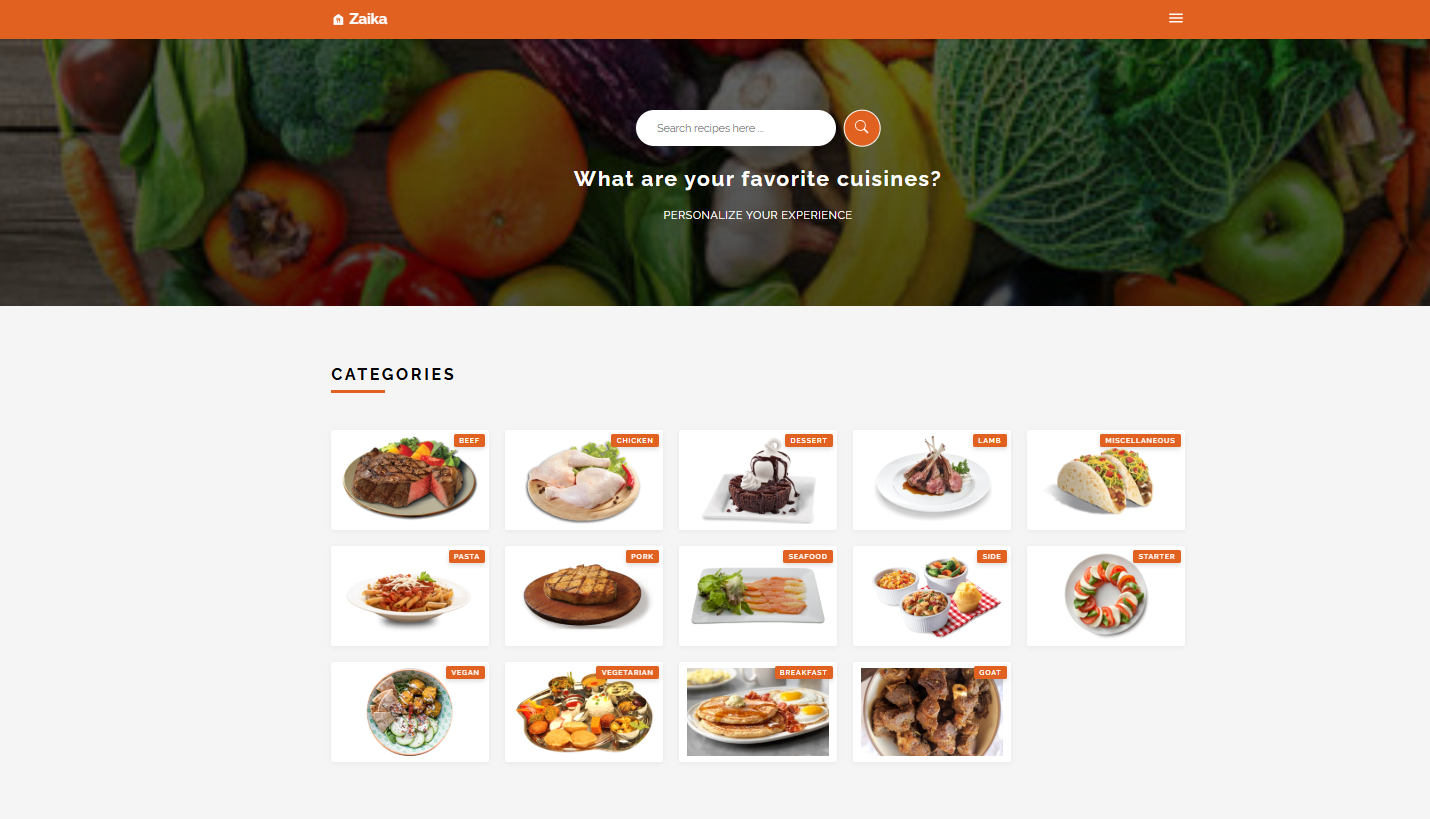 Zaika
Search recipes here ...
What are your favorite cuisines?
PERSONALIZE YOUR EXPERIENCE
CATEGORIES
BEEF
CHICKEN
DESSERT
LAMB
MISCELLANEOUS
PASTA
PORK
SEAFOOD
SIDE
STARTER
VEGAN
VEGETARIAN
BREAKFAST
GOAT